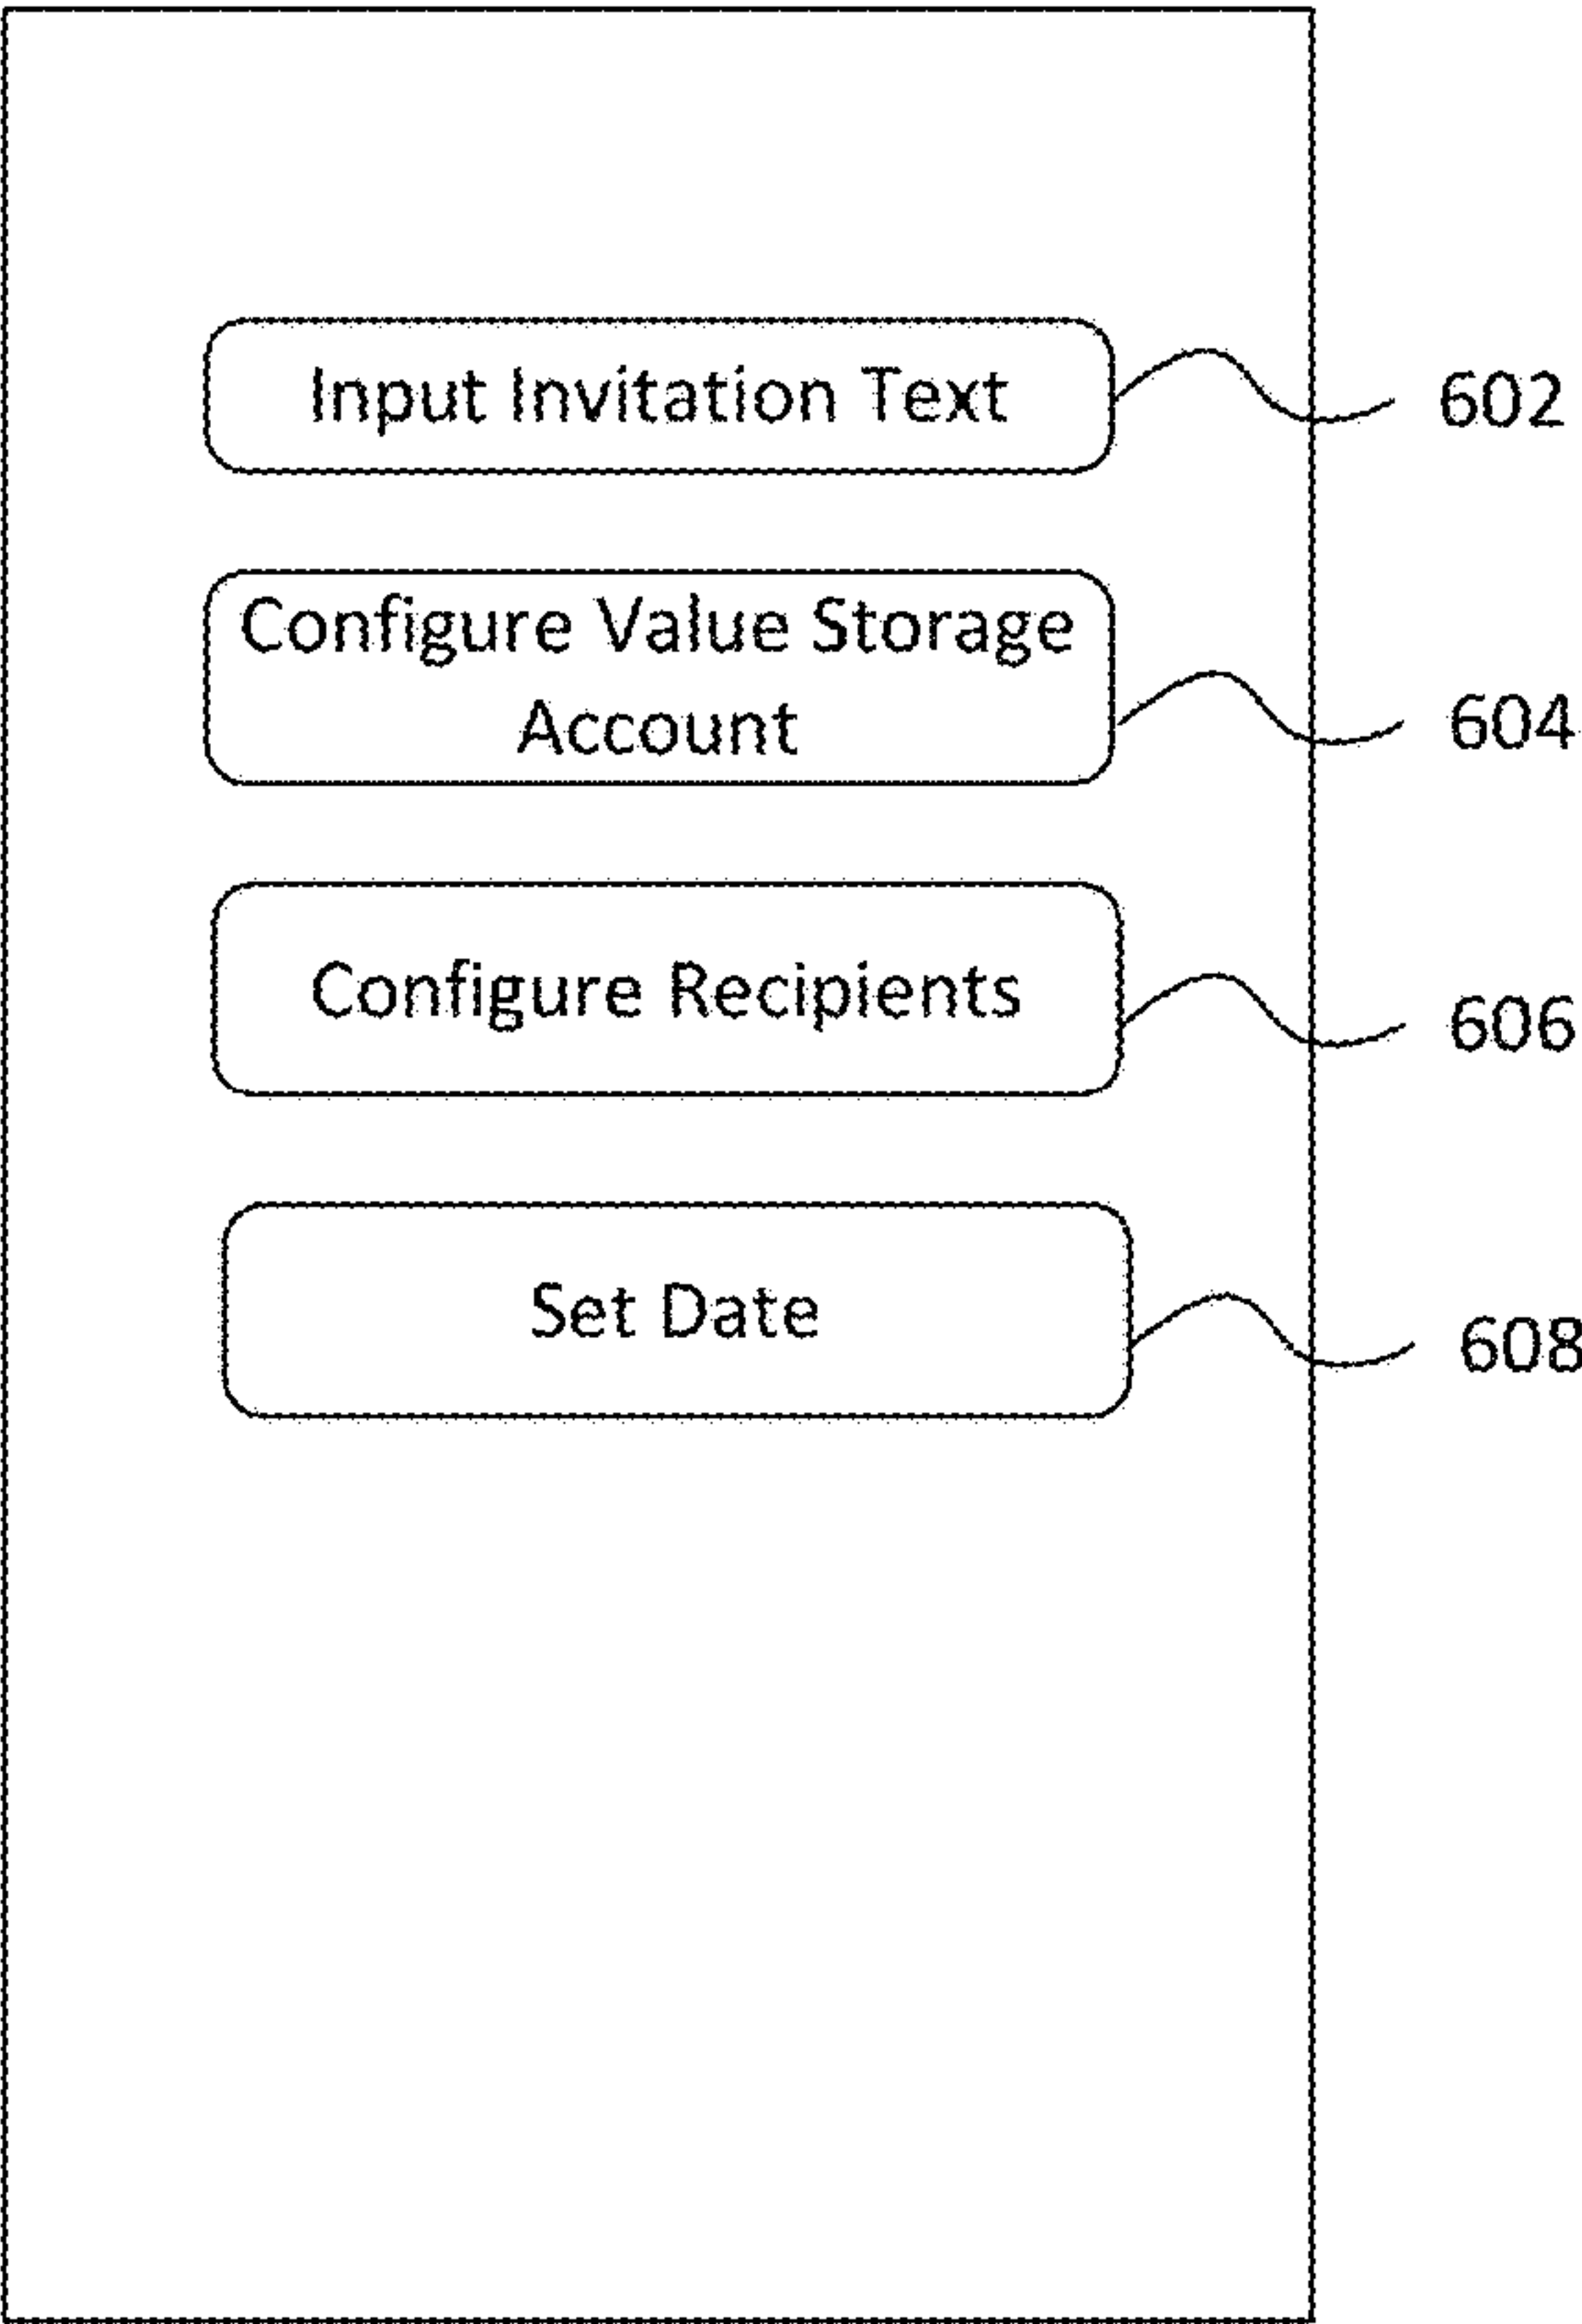 Input Invitation Text
602
Configure Value Storage
Account
604
Configure Recipients
606
Set Date
608